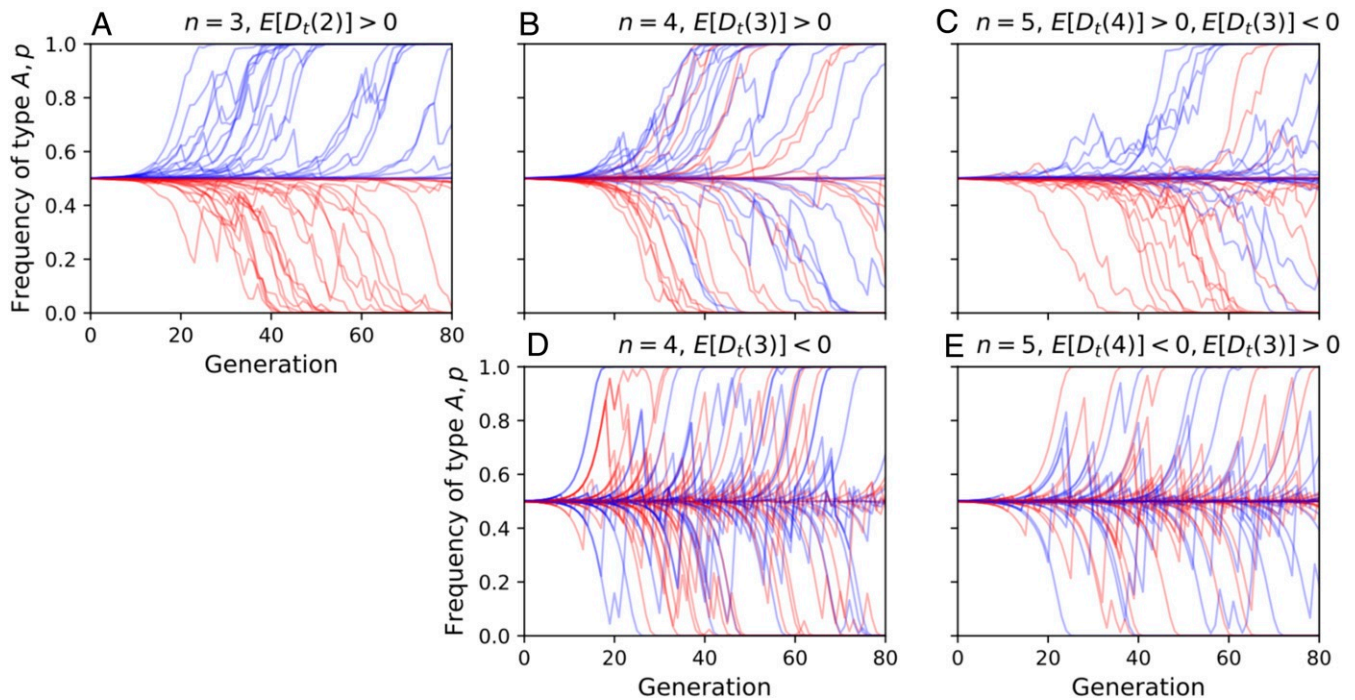 A n = 3, E[D_t(2)] > 0
B n = 4, E[D_t(3)] > 0
C n = 5, E[D_t(4)] > 0, E[D_t(3)] < 0
Frequency of type A, p
1.0
0.8
0.6
0.4
0.2
0.0
0 20 40 60 80
Generation
D n = 4, E[D_t(3)] < 0
E n = 5, E[D_t(4)] < 0, E[D_t(3)] > 0
Frequency of type A, p
1.0
0.8
0.6
0.4
0.2
0.0
0 20 40 60 80
0 20 40 60 80
Generation
Generation